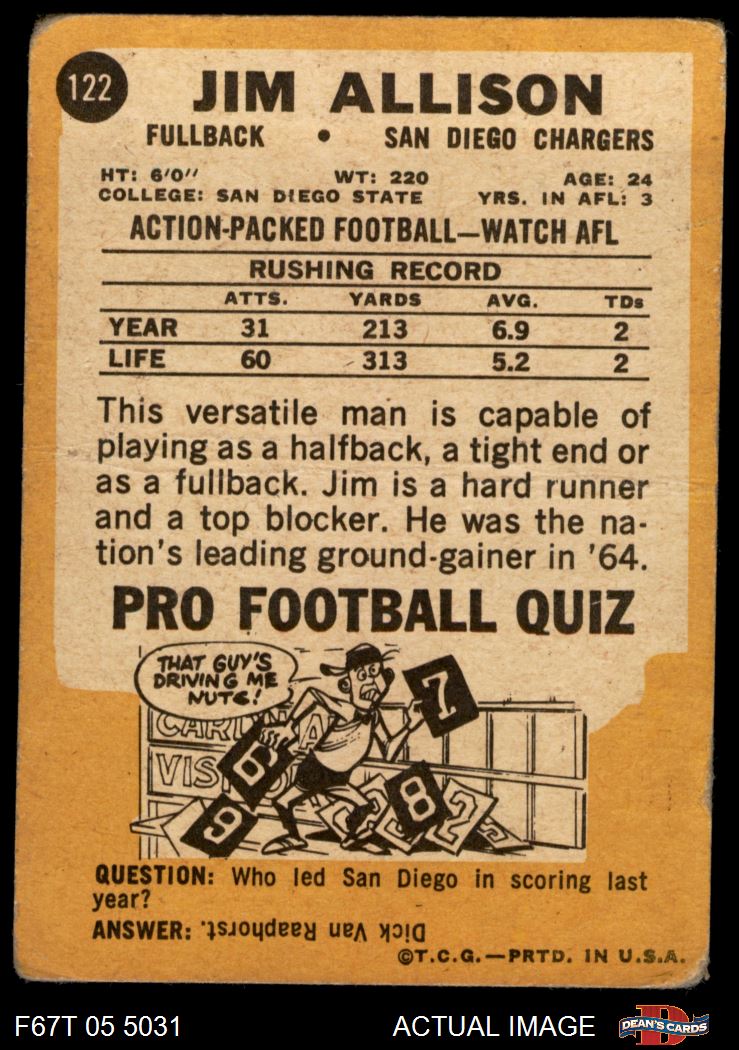 122
JIM ALLISON
FULLBACK • SAN DIEGO CHARGERS
HT: 6'0" WT: 220 AGE: 24
COLLEGE: SAN DIEGO STATE YRS. IN AFL: 3
ACTION-PACKED FOOTBALL—WATCH AFL
RUSHING RECORD
ATTS. YARDS AVG. TDs
YEAR 31 213 6.9 2
LIFE 60 313 5.2 2
This versatile man is capable of
playing as a halfback, a tight end or
as a fullback. Jim is a hard runner
and a top blocker. He was the na-
tion's leading ground-gainer in '64.
PRO FOOTBALL QUIZ
THAT GUY'S
DRIVING ME
NUTS!
7
6
8
2
9
VIS
QUESTION: Who led San Diego in scoring last
year?
ANSWER: Dick Van Raaphorst.
©T.C.G.—PRTD. IN U.S.A.
F67T 05 5031 ACTUAL IMAGE
D
DEAN'S CARDS